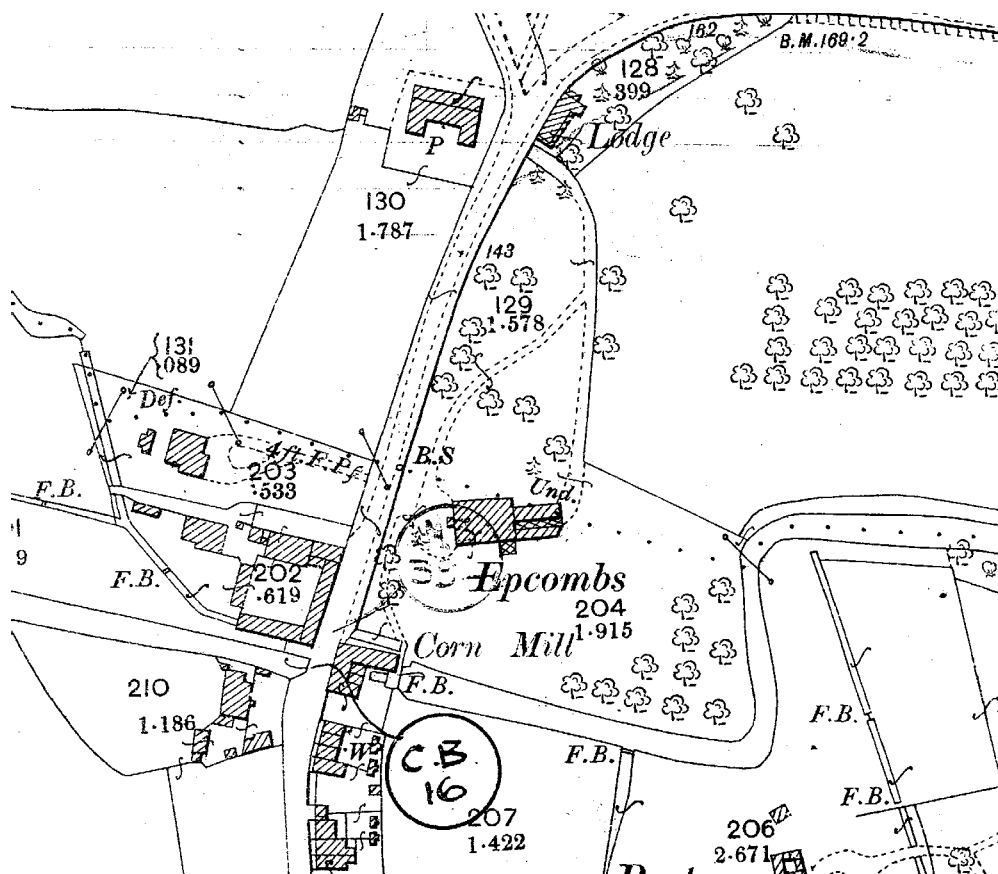 162
B.M.169·2
128
·399
Lodge
P
130
1·787
143
129
1·578
131
·089
Def.
4ft. F.P.
B.S
203
·533
F.B.
Und.
9
202
·619
F.B.
Epcombs
204
1·915
Corn Mill
F.B.
210
1·186
W
F.B.
F.B.
C.B
16
F.B.
207
1·422
206
2·671